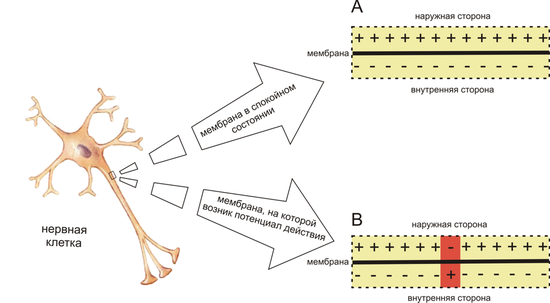 A
наружная сторона
+ + + + + + + + + + + + + +
мембрана
- - - - - - - - - - - - - -
внутренняя сторона
мембрана в спокойном
состоянии
нервная
клетка
мембрана, на которой
возник потенциал действия
B
наружная сторона
+ + + + + + - + + + + + + +
мембрана
- - - - - - + - - - - - - -
внутренняя сторона